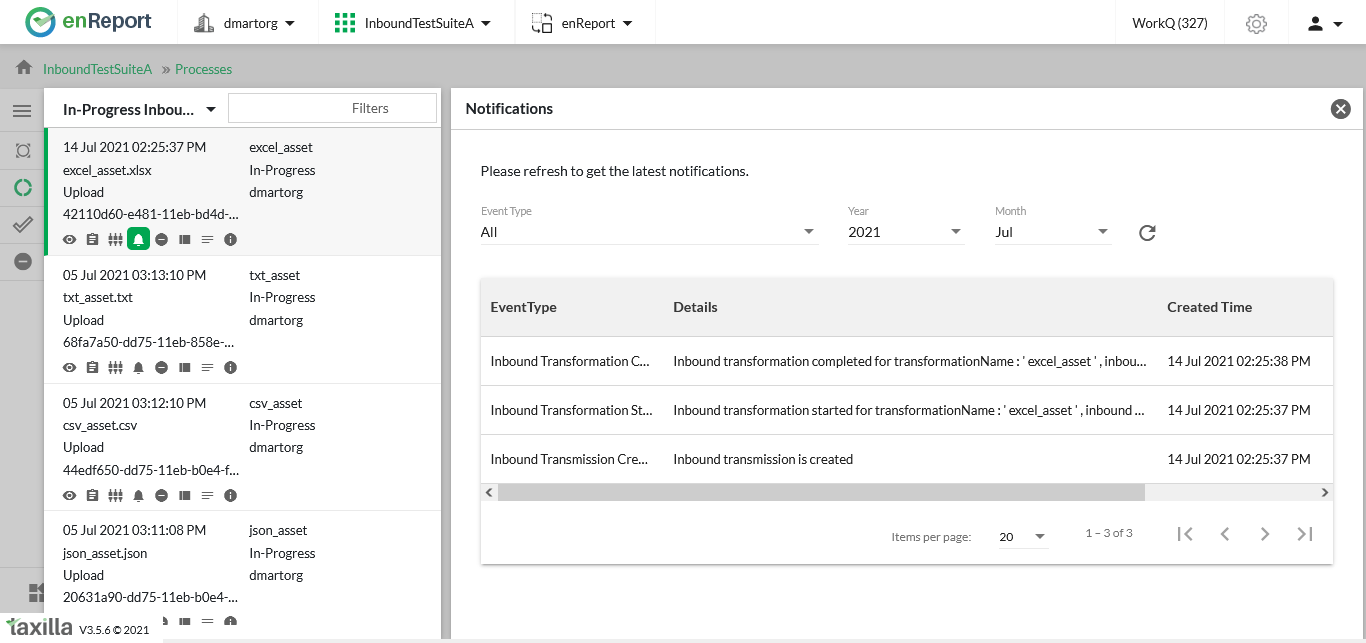 enReport dmartorg InboundTestSuiteA enReport WorkQ (327)
InboundTestSuiteA » Processes
In-Progress Inbou... Filters
14 Jul 2021 02:25:37 PM excel_asset
excel_asset.xlsx In-Progress
Upload dmartorg
42110d60-e481-11eb-bd4d-...
05 Jul 2021 03:13:10 PM txt_asset
txt_asset.txt In-Progress
Upload dmartorg
68fa7a50-dd75-11eb-858e-...
05 Jul 2021 03:12:10 PM csv_asset
csv_asset.csv In-Progress
Upload dmartorg
44edf650-dd75-11eb-b0e4-f...
05 Jul 2021 03:11:08 PM json_asset
json_asset.json In-Progress
Upload dmartorg
20631a90-dd75-11eb-b0e4-...
taxilla V3.5.6 © 2021
Notifications
Please refresh to get the latest notifications.
Event Type Year Month
All 2021 Jul
EventType Details Created Time
Inbound Transformation C... Inbound transformation completed for transformationName : ' excel_asset ' , inbou... 14 Jul 2021 02:25:38 PM
Inbound Transformation St... Inbound transformation started for transformationName : ' excel_asset ' , inbound ... 14 Jul 2021 02:25:37 PM
Inbound Transmission Cre... Inbound transmission is created 14 Jul 2021 02:25:37 PM
Items per page: 20 1 – 3 of 3